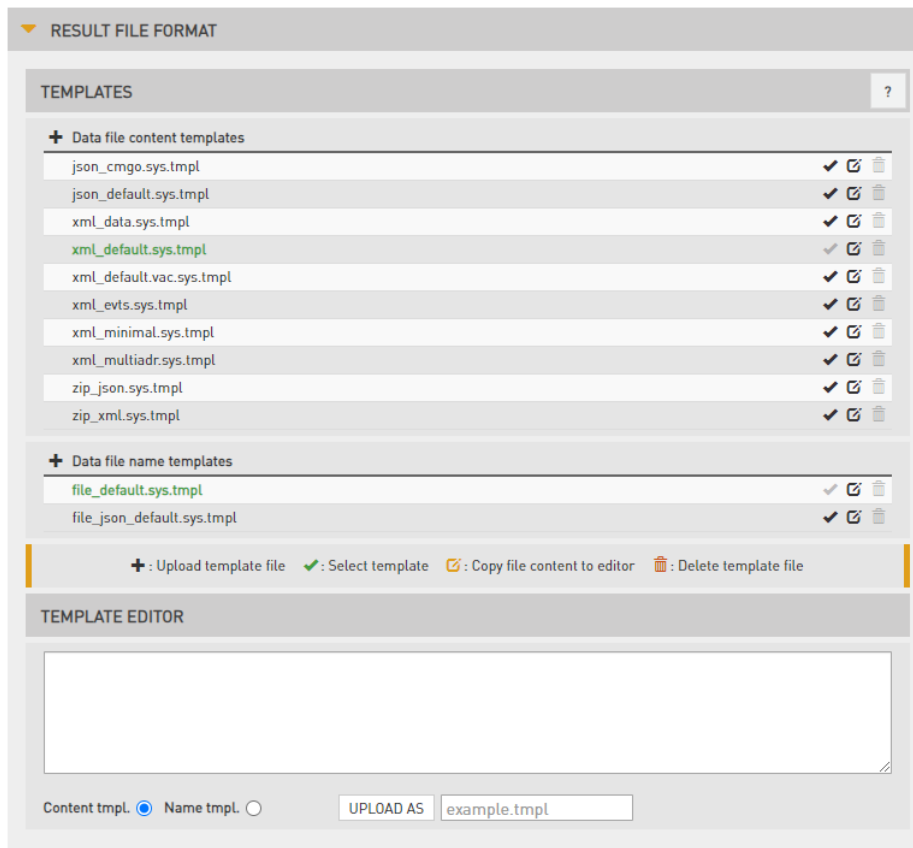 RESULT FILE FORMAT
TEMPLATES
?
Data file content templates
json_cmgo.sys.tmpl
json_default.sys.tmpl
xml_data.sys.tmpl
xml_default.sys.tmpl
xml_default.vac.sys.tmpl
xml_evts.sys.tmpl
xml_minimal.sys.tmpl
xml_multiadr.sys.tmpl
zip_json.sys.tmpl
zip_xml.sys.tmpl
Data file name templates
file_default.sys.tmpl
file_json_default.sys.tmpl
: Upload template file : Select template : Copy file content to editor : Delete template file
TEMPLATE EDITOR
Content tmpl. Name tmpl. UPLOAD AS example.tmpl